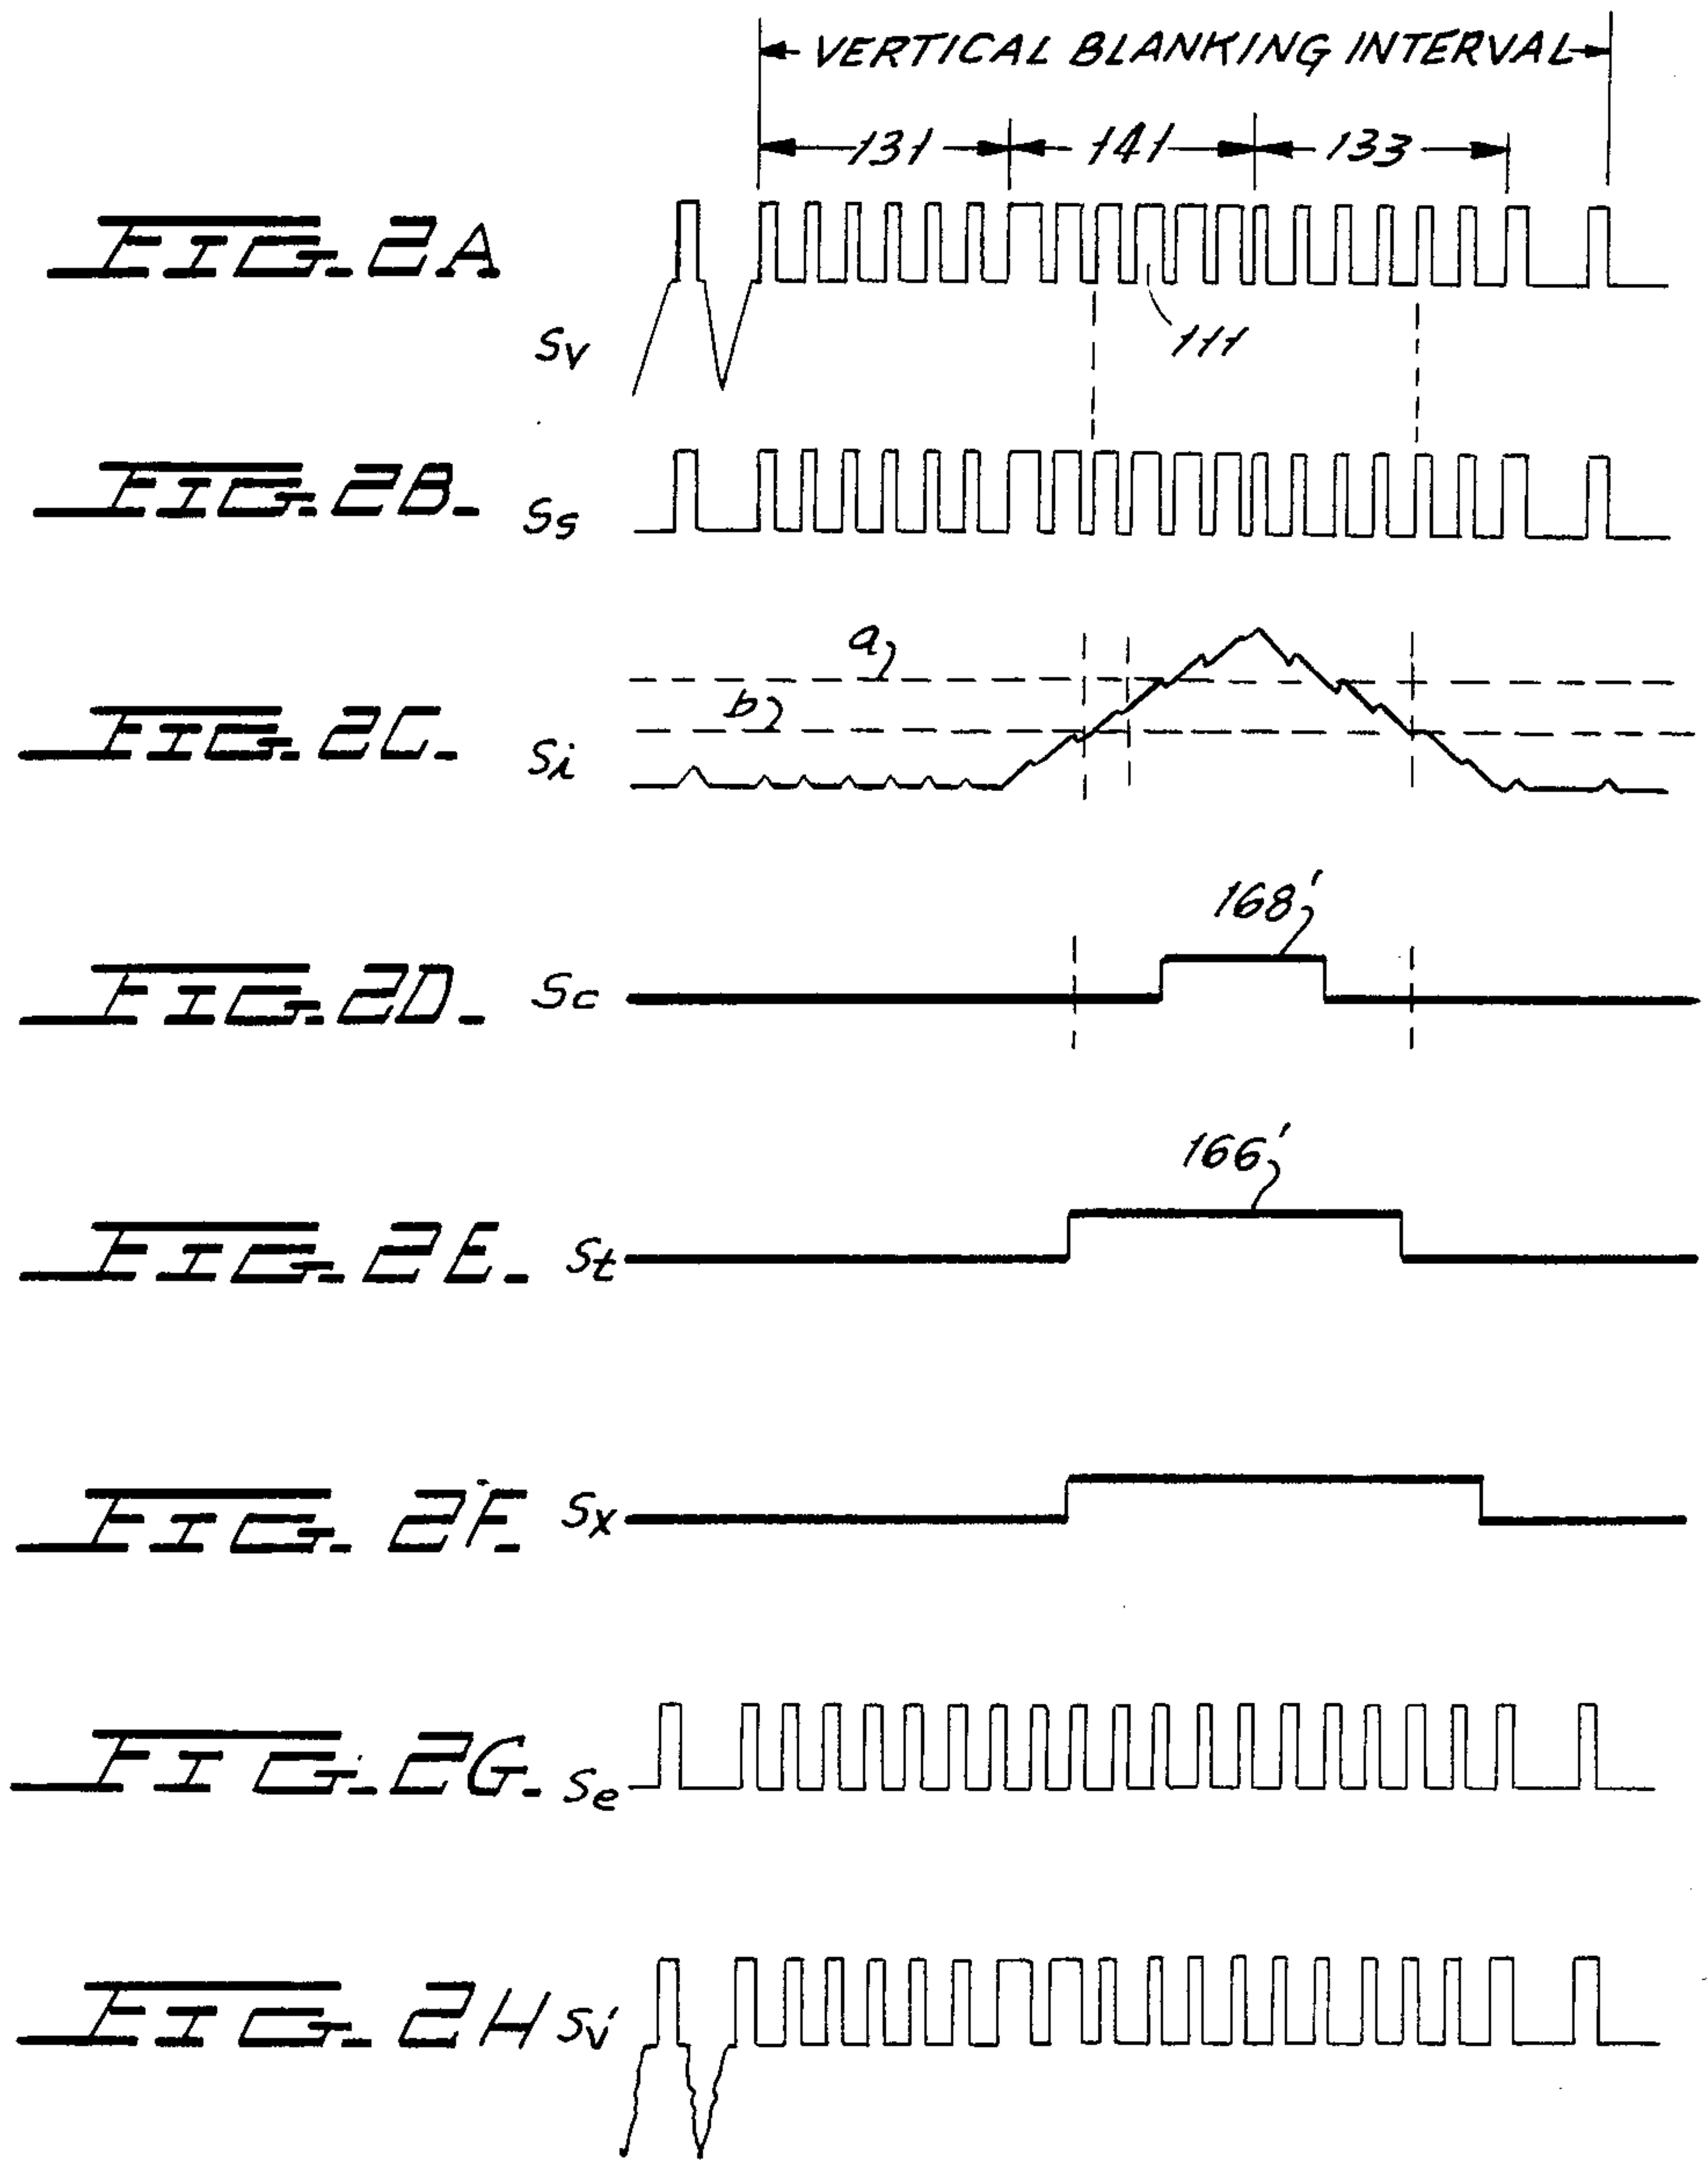 VERTICAL BLANKING INTERVAL
131 141 133
FIG. 2A
Sv
111
FIG. 2B.
Ss
a
b
FIG. 2C.
Si
168'
FIG. 2D.
Sc
166'
FIG. 2E.
St
FIG. 2F.
Sx
FIG. 2G.
Se
FIG. 2H
Sv'